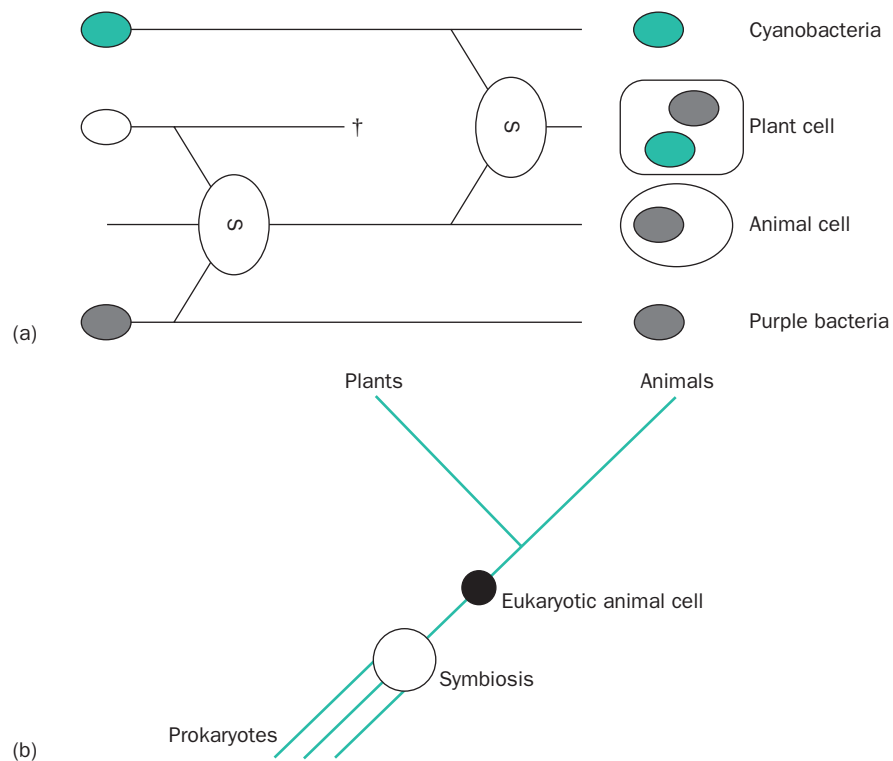 Cyanobacteria
†
S
Plant cell
S
Animal cell
(a)
Purple bacteria
Plants
Animals
Eukaryotic animal cell
Symbiosis
Prokaryotes
(b)